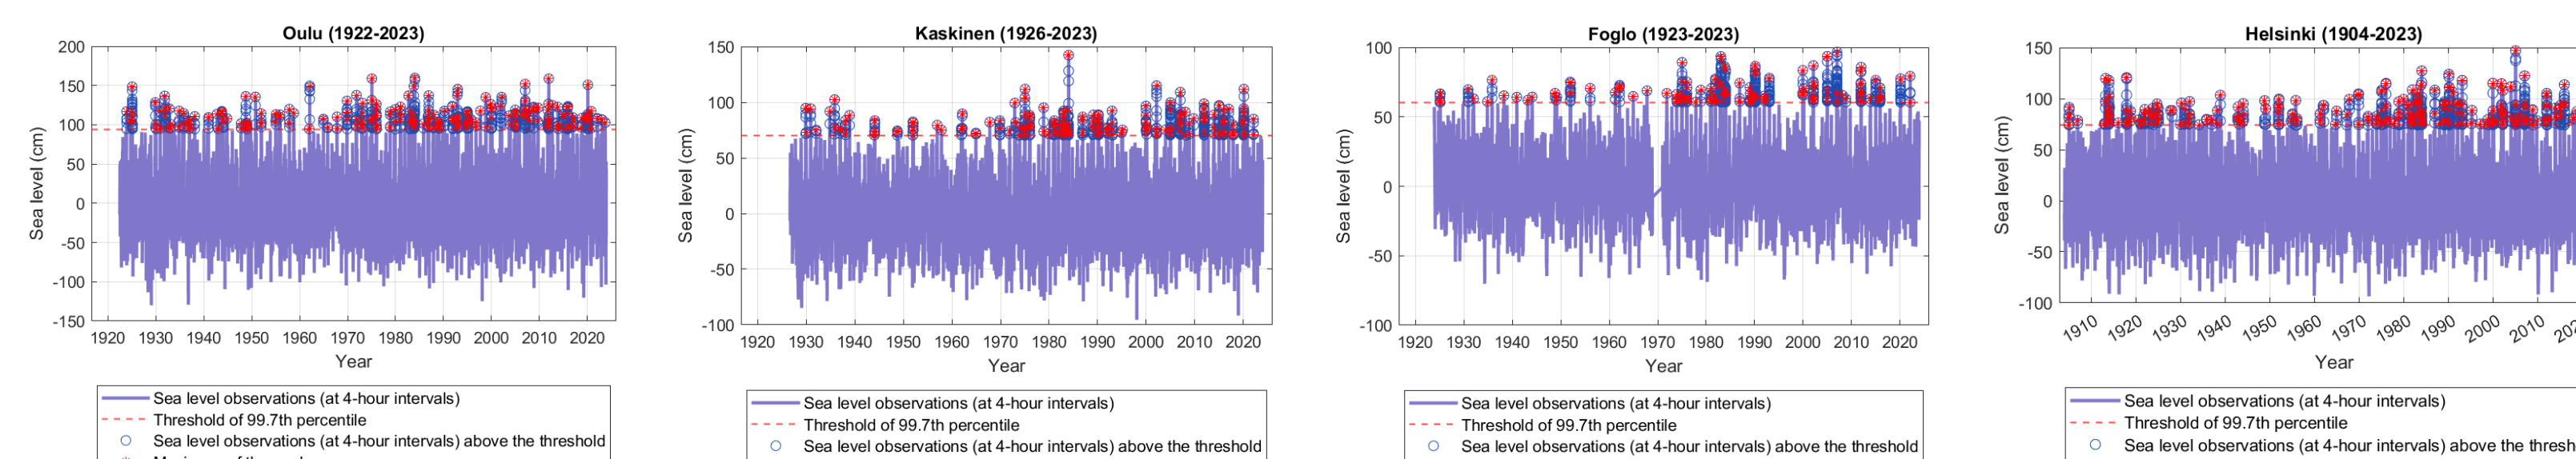 Oulu (1922-2023)
200
150
100
50
0
-50
-100
-150
Sea level (cm)
1920 1930 1940 1950 1960 1970 1980 1990 2000 2010 2020
Year
Sea level observations (at 4-hour intervals)
Threshold of 99.7th percentile
Sea level observations (at 4-hour intervals) above the threshold
Kaskinen (1926-2023)
150
100
50
0
-50
-100
Sea level (cm)
1920 1930 1940 1950 1960 1970 1980 1990 2000 2010 2020
Year
Sea level observations (at 4-hour intervals)
Threshold of 99.7th percentile
Sea level observations (at 4-hour intervals) above the threshold
Foglo (1923-2023)
100
50
0
-50
-100
Sea level (cm)
1920 1930 1940 1950 1960 1970 1980 1990 2000 2010 2020
Year
Sea level observations (at 4-hour intervals)
Threshold of 99.7th percentile
Sea level observations (at 4-hour intervals) above the threshold
Helsinki (1904-2023)
150
100
50
0
-50
-100
Sea level (cm)
1910 1920 1930 1940 1950 1960 1970 1980 1990 2000 2010
Year
Sea level observations (at 4-hour intervals)
Threshold of 99.7th percentile
Sea level observations (at 4-hour intervals) above the